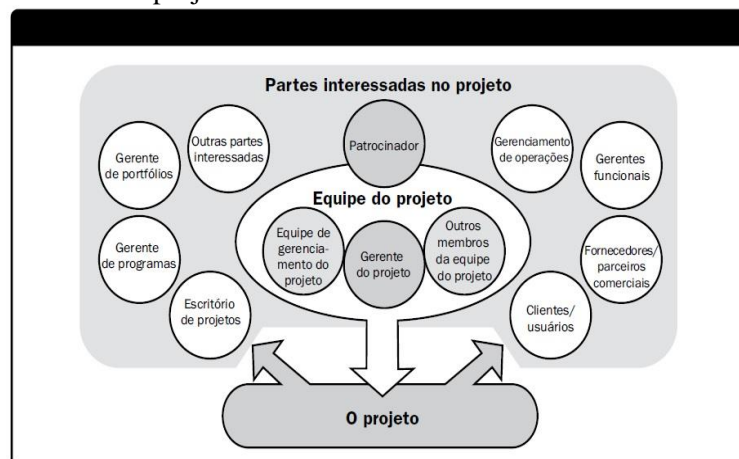 Partes interessadas no projeto
Patrocinador
Outras partes
interessadas
Gerenciamento
de operações
Gerente
de portfólios
Gerentes
funcionais
Equipe do projeto
Equipe de
gerencia-
mento do
projeto
Gerente
do projeto
Outros
membros
da equipe
do projeto
Gerente
de programas
Fornecedores/
parceiros
comerciais
Escritório
de projetos
Clientes/
usuários
O projeto